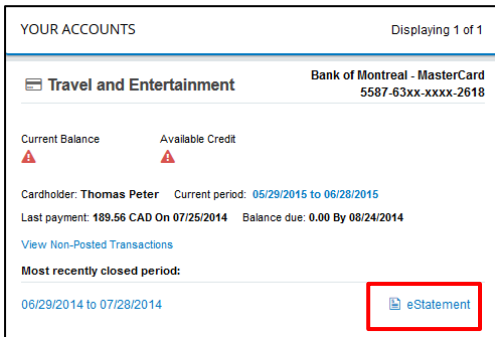 YOUR ACCOUNTS Displaying 1 of 1
Travel and Entertainment Bank of Montreal - MasterCard
5587-63xx-xxxx-2618
Current Balance Available Credit
Cardholder: Thomas Peter Current period: 05/29/2015 to 06/28/2015
Last payment: 189.56 CAD On 07/25/2014 Balance due: 0.00 By 08/24/2014
View Non-Posted Transactions
Most recently closed period:
06/29/2014 to 07/28/2014 eStatement